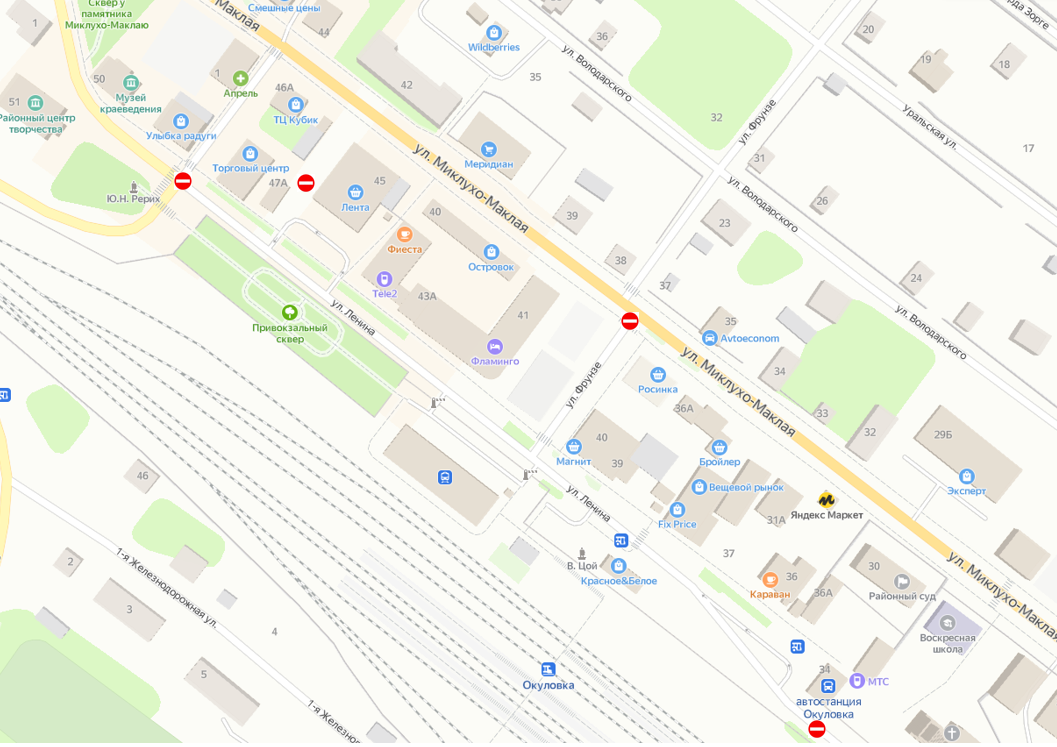 Сквер у
памятника
Миклухо-Маклаю
Смешные цены
Маклая
44
Wildberries
36
35
ул. Володарского
20
19
18
1
Апрель
50
Музей
краеведения
51
Районный центр
творчества
Улыбка радуги
46А
ТЦ Кубик
42
32
ул. Фрунзе
Уральская ул.
17
Торговый центр
47А
Ю.Н. Рерих
45
Лента
ул. Миклухо-Маклая
Меридиан
31
ул. Володарского
26
23
39
40
Фиеста
Островок
38
37
24
Tele2
43А
41
ул. Ленина
Привокзальный
сквер
Фламинго
35
Avtoeconom
ул. Володарского
ул. Миклухо-Маклая
34
33
32
29Б
ул. Фрунзе
Росинка
36А
40
39
Магнит
Бройлер
Вещевой рынок
Эксперт
Яндекс Маркет
Fix Price
31А
46
ул. Ленина
37
В. Цой
Красное&Белое
Караван
36
36А
30
Районный суд
ул. Миклухо-Маклая
Воскресная
школа
2
1-я Железнодорожная ул.
3
4
5
Окуловка
34
МТС
автостанция
Окуловка